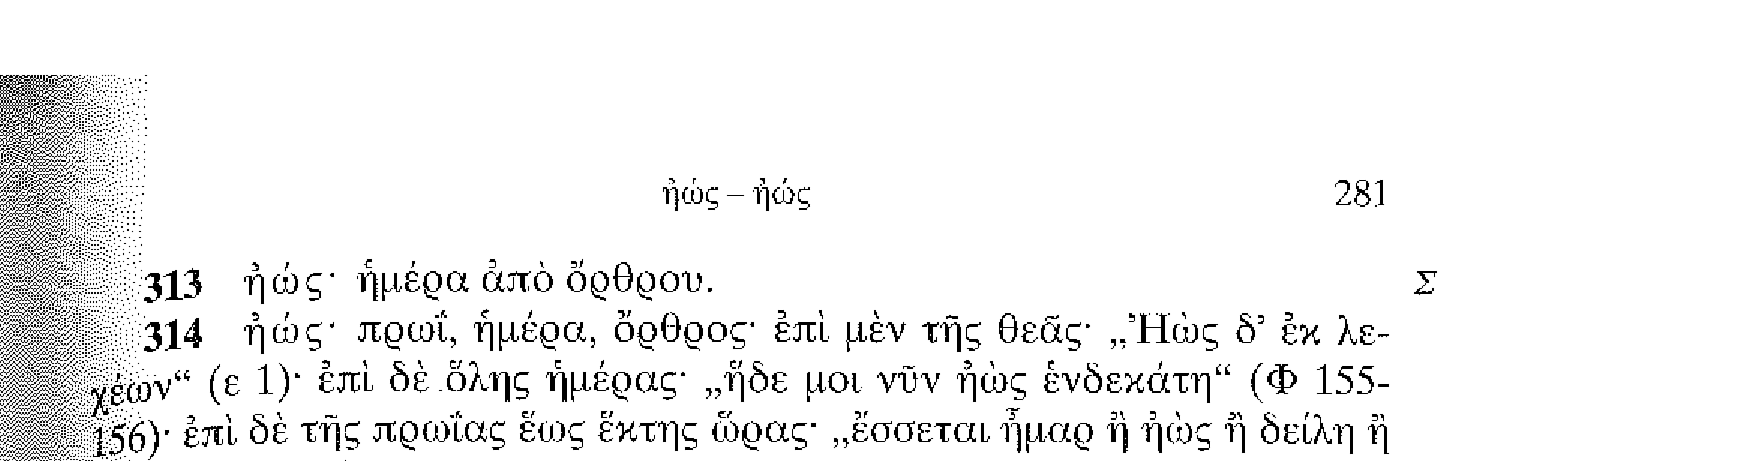 ἠώς – ἠώς 281
313 ἠώς· ἡμέρα ἀπὸ ὄρθρου. Σ
314 ἠώς· πρωΐ, ἡμέρα, ὄρθρος· ἐπὶ μὲν τῆς θεᾶς· „Ἠὼς δ’ ἐκ λε-
χέων“ (ε 1)· ἐπὶ δὲ ὅλης ἡμέρας· „ἥδε μοι νῦν ἠὼς ἑνδεκάτη“ (Φ 155-
156)· ἐπὶ δὲ τῆς πρωΐας ἕως ἕκτης ὥρας· „ἔσσεται ἦμαρ ἢ ἠὼς ἢ δείλη ἢ